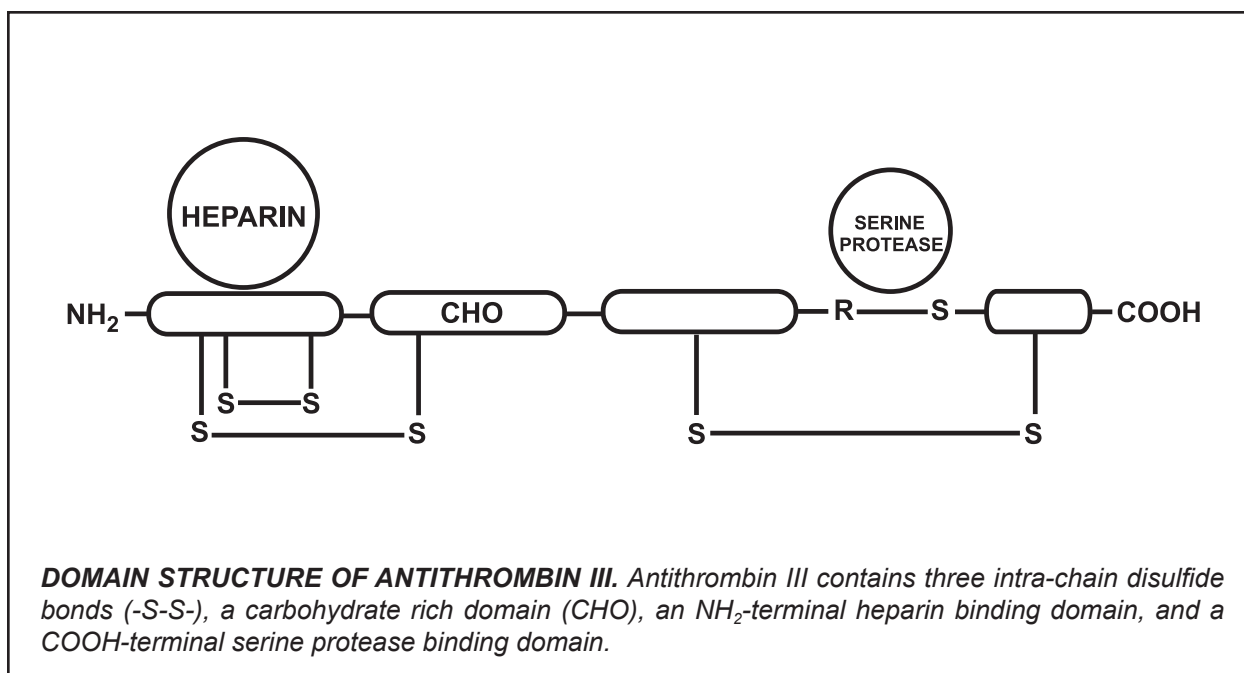 HEPARIN
SERINE
PROTEASE
NH₂
CHO
R
S
COOH
S
S
S
S
S
S
DOMAIN STRUCTURE OF ANTITHROMBIN III. Antithrombin III contains three intra-chain disulfide
bonds (-S-S-), a carbohydrate rich domain (CHO), an NH₂-terminal heparin binding domain, and a
COOH-terminal serine protease binding domain.